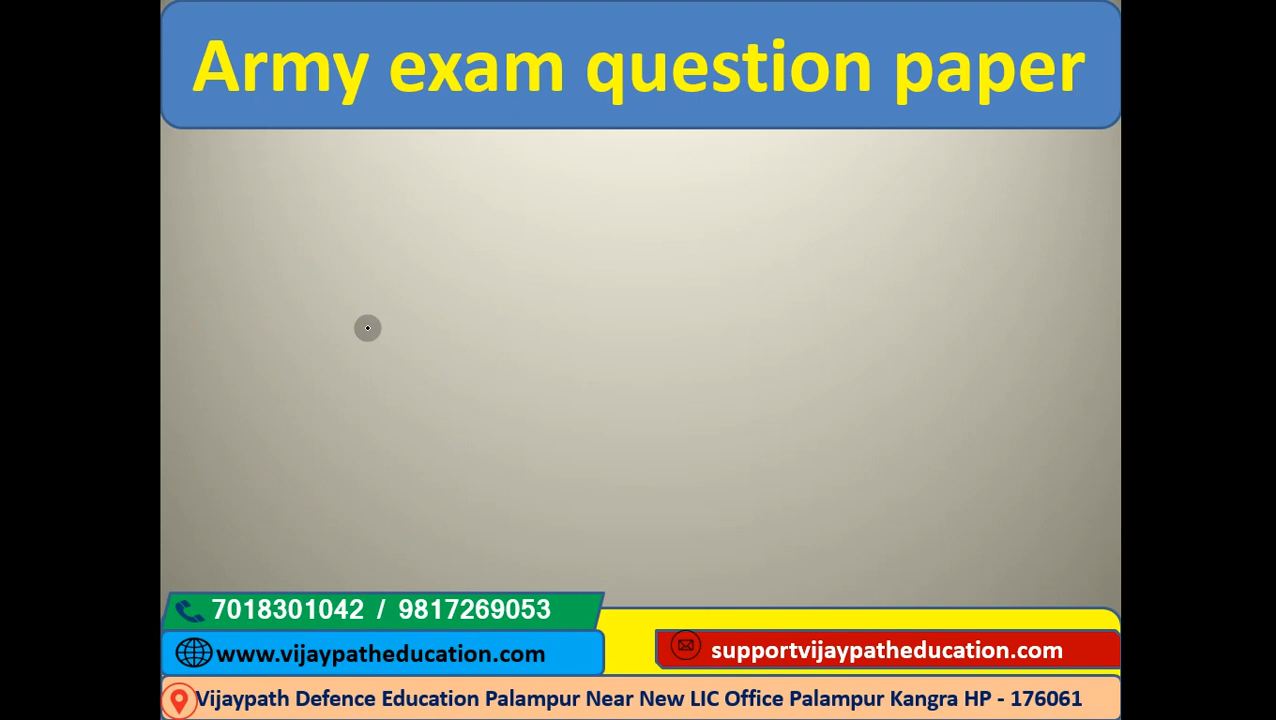 Army exam question paper
7018301042 / 9817269053
www.vijaypatheducation.com
supportvijaypatheducation.com
Vijaypath Defence Education Palampur Near New LIC Office Palampur Kangra HP - 176061